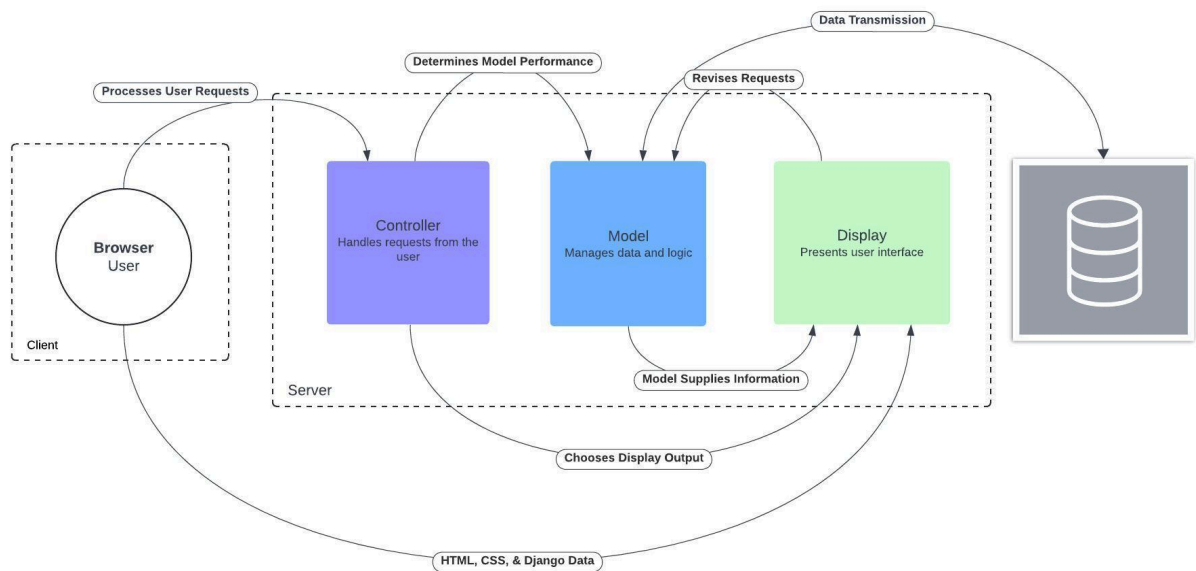 Data Transmission
Determines Model Performance
Revises Requests
Processes User Requests
Browser
User
Client
Controller
Handles requests from the
user
Model
Manages data and logic
Display
Presents user interface
Model Supplies Information
Server
Chooses Display Output
HTML, CSS, & Django Data